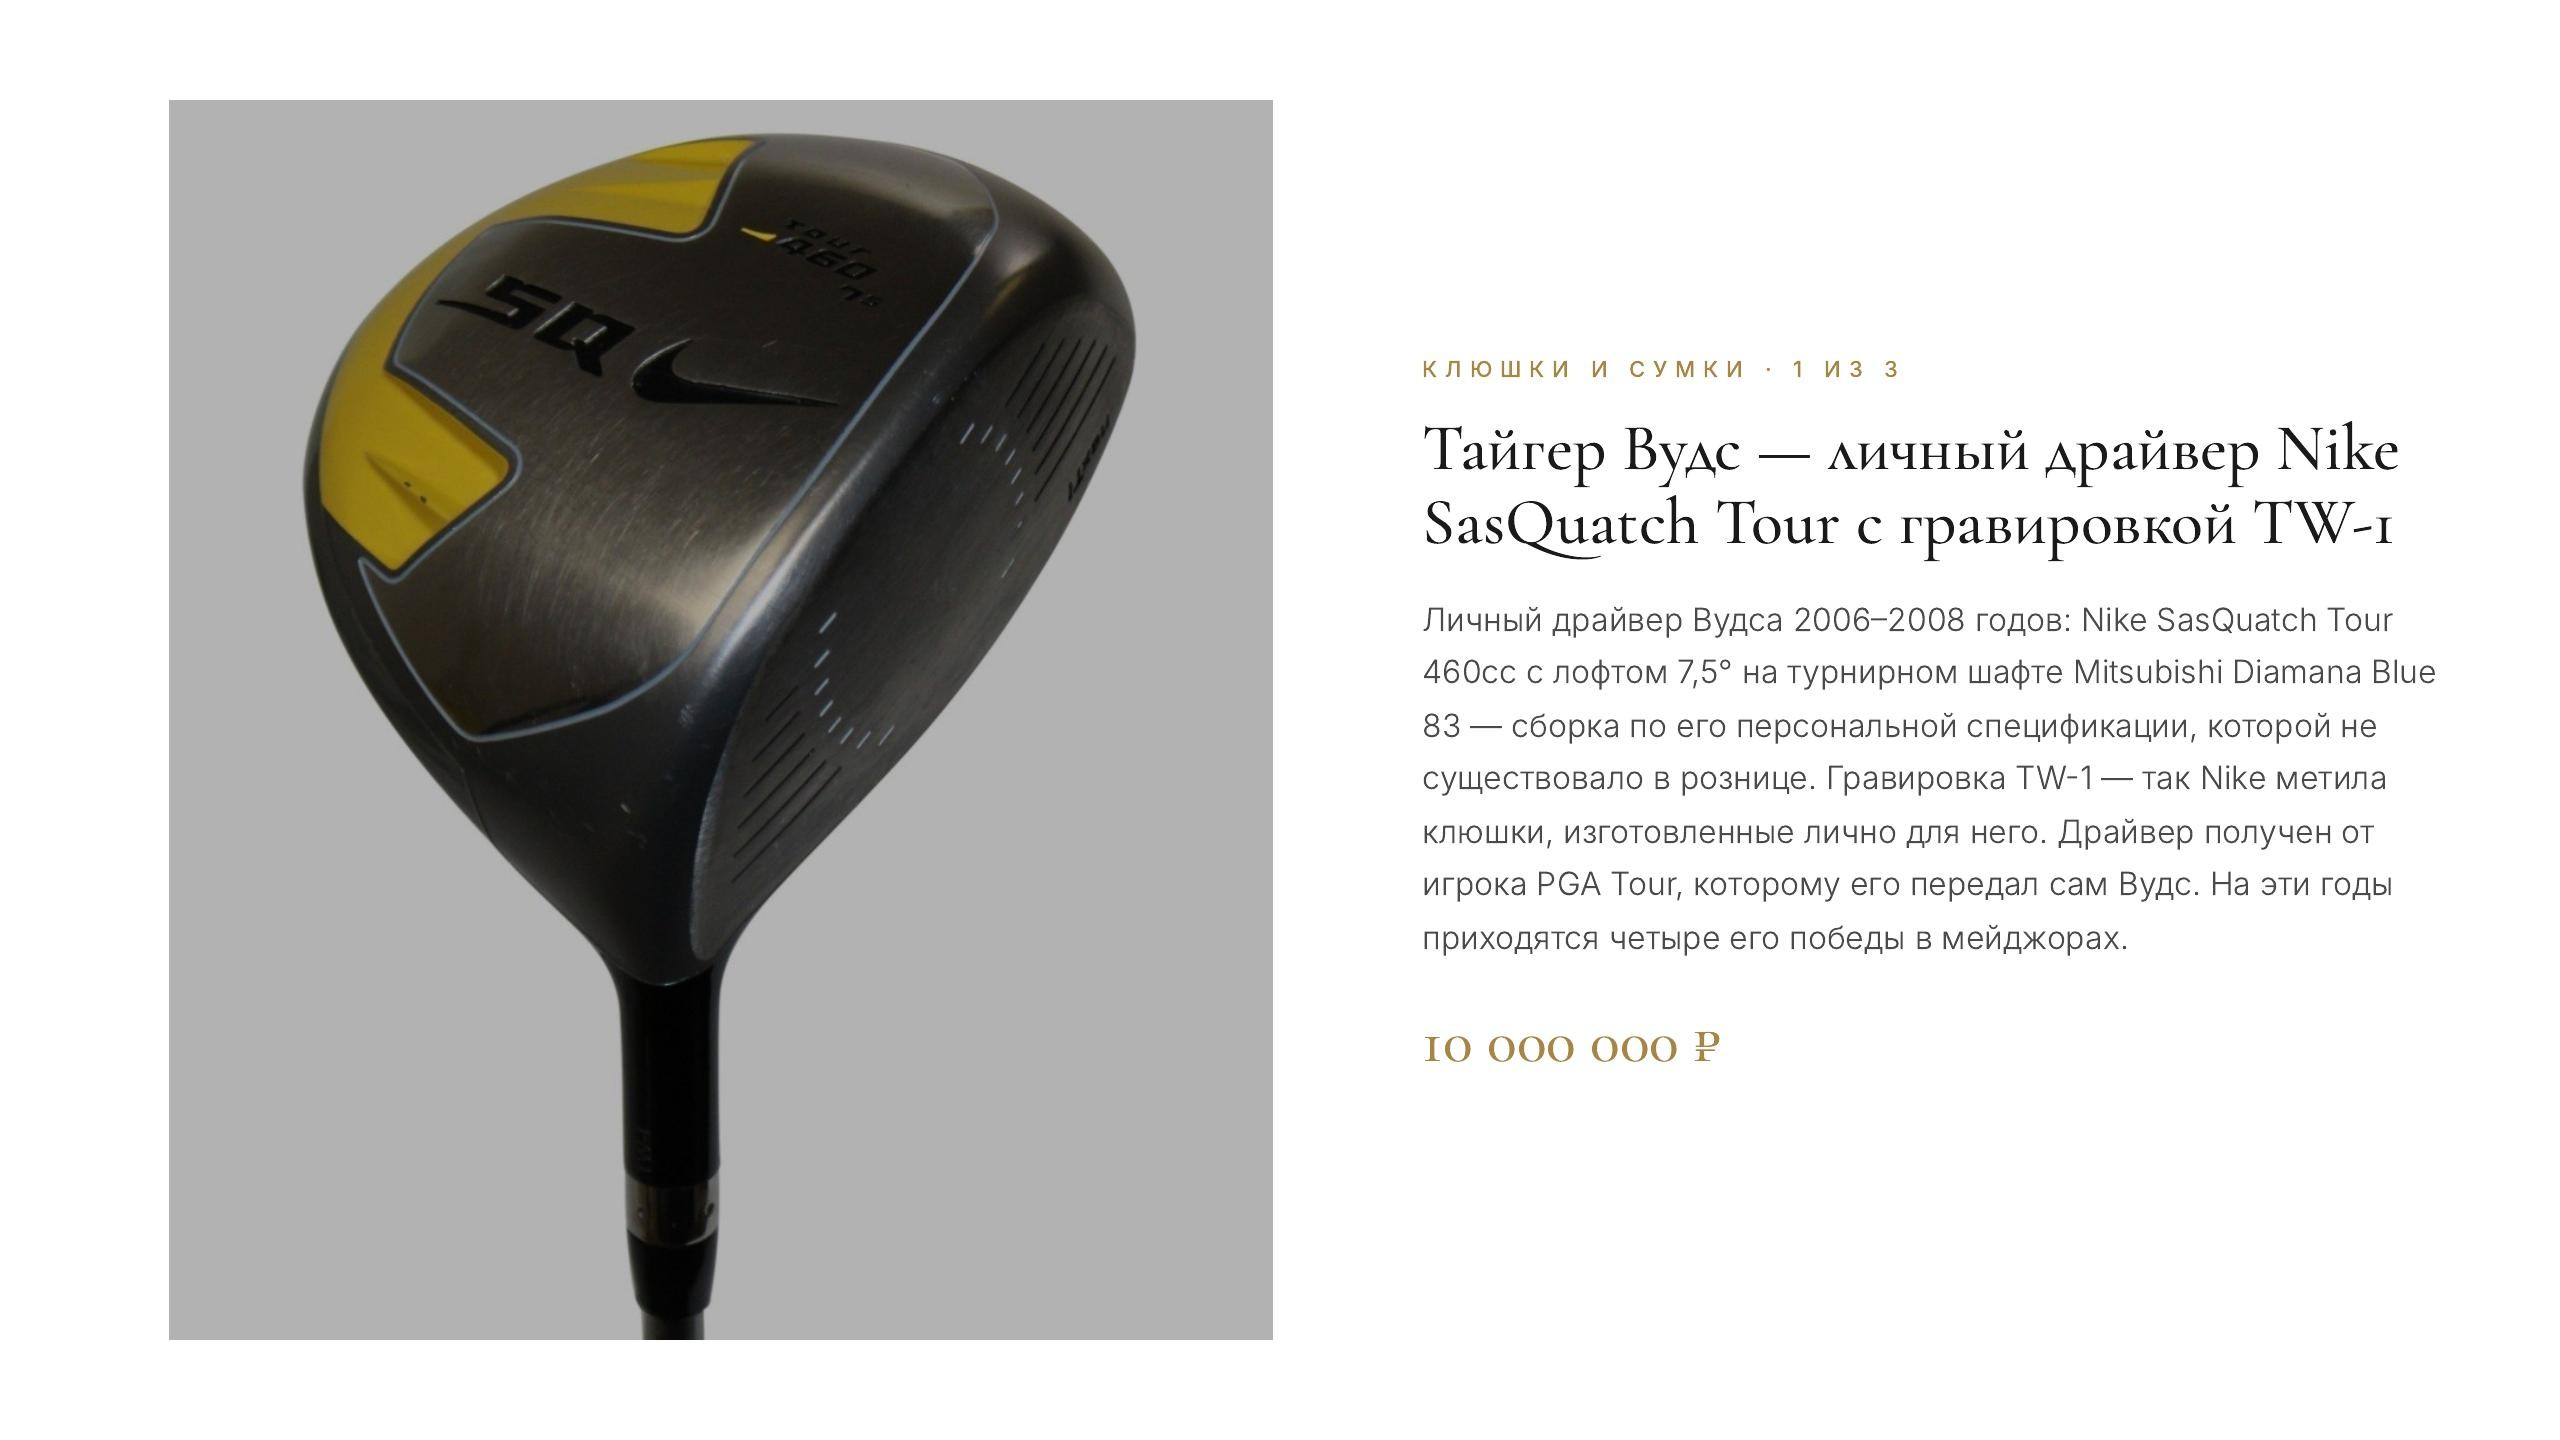 Tour
460
7.5
SQ
КЛЮШКИ И СУМКИ · 1 ИЗ 3
Тайгер Вудс — личный драйвер Nike
SasQuatch Tour с гравировкой TW-1
Личный драйвер Вудса 2006–2008 годов: Nike SasQuatch Tour
460cc с лофтом 7,5° на турнирном шафте Mitsubishi Diamana Blue
83 — сборка по его персональной спецификации, которой не
существовало в рознице. Гравировка TW-1 — так Nike метила
клюшки, изготовленные лично для него. Драйвер получен от
игрока PGA Tour, которому его передал сам Вудс. На эти годы
приходятся четыре его победы в мейджорах.
10 000 000 ₽